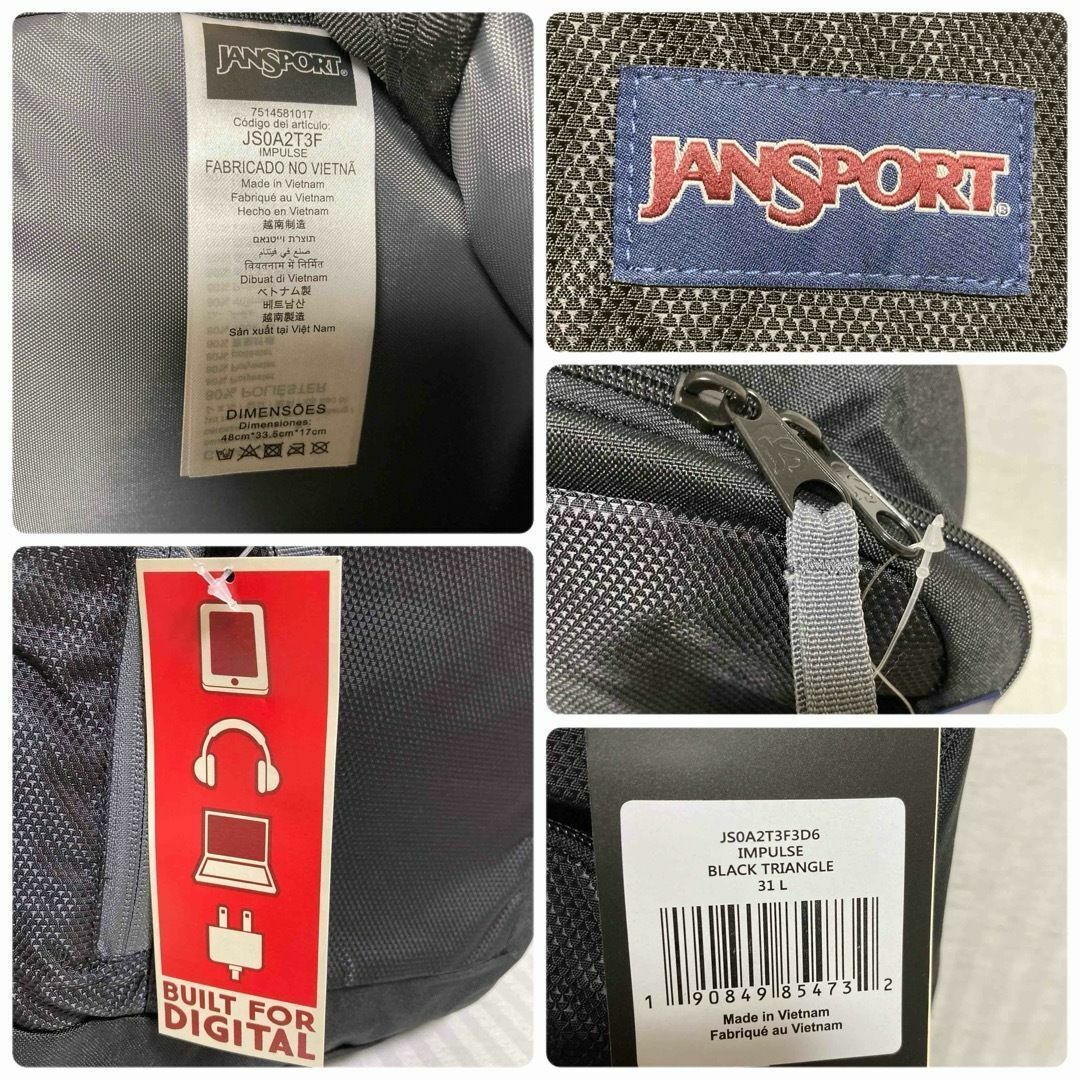 JANSPORT®
7514581017
Código del artículo:
JS0A2T3F
IMPULSE
FABRICADO NO VIETNÃ
Made in Vietnam
Fabriqué au Vietnam
Hecho en Vietnam
越南制造
תוצרת וייטנאם
صنع في فيتنام
वियतनाम में निर्मित
Dibuat di Vietnam
ベトナム製
베트남산
越南製造
Sản xuất tại Việt Nam
80% POLIÉSTER
DIMENSÕES
Dimensiones:
48cm*33.5cm*17cm
JANSPORT®
BUILT FOR
DIGITAL
JS0A2T3F3D6
IMPULSE
BLACK TRIANGLE
31 L
1 90849 85473 2
Made in Vietnam
Fabriqué au Vietnam